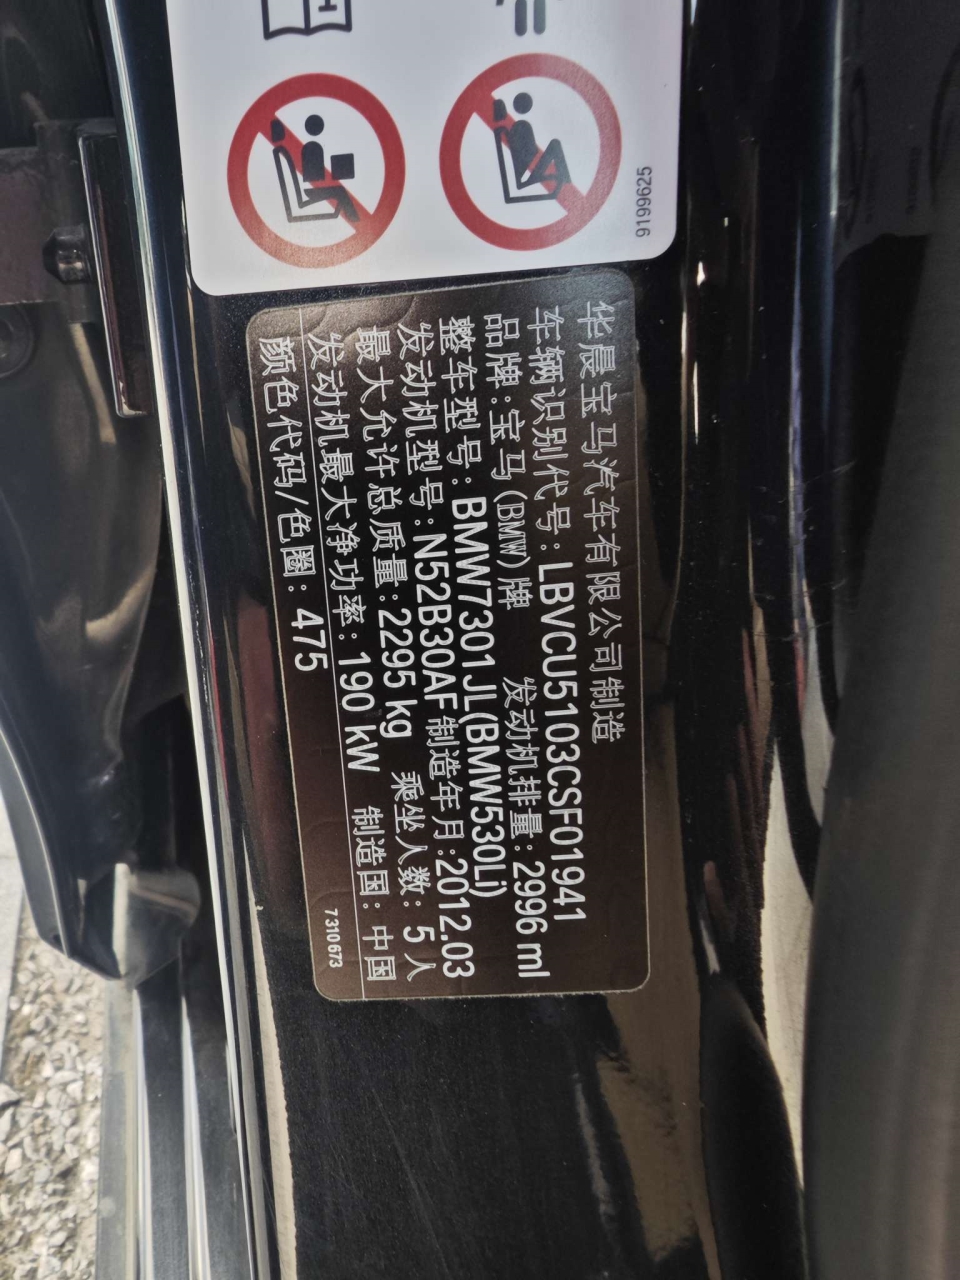 9199625
华晨宝马汽车有限公司制造
车辆识别代号:LBVCU5103CSF01941
品牌:宝马(BMW)牌 发动机排量:2996 ml
整车型号:BMW7301JL(BMW530Li)
发动机型号:N52B30AF 制造年月:2012.03
最大允许总质量:2295 kg 乘坐人数: 5 人
发动机最大净功率: 190 kW 制造国: 中国
颜色代码/色圈: 475
7310673